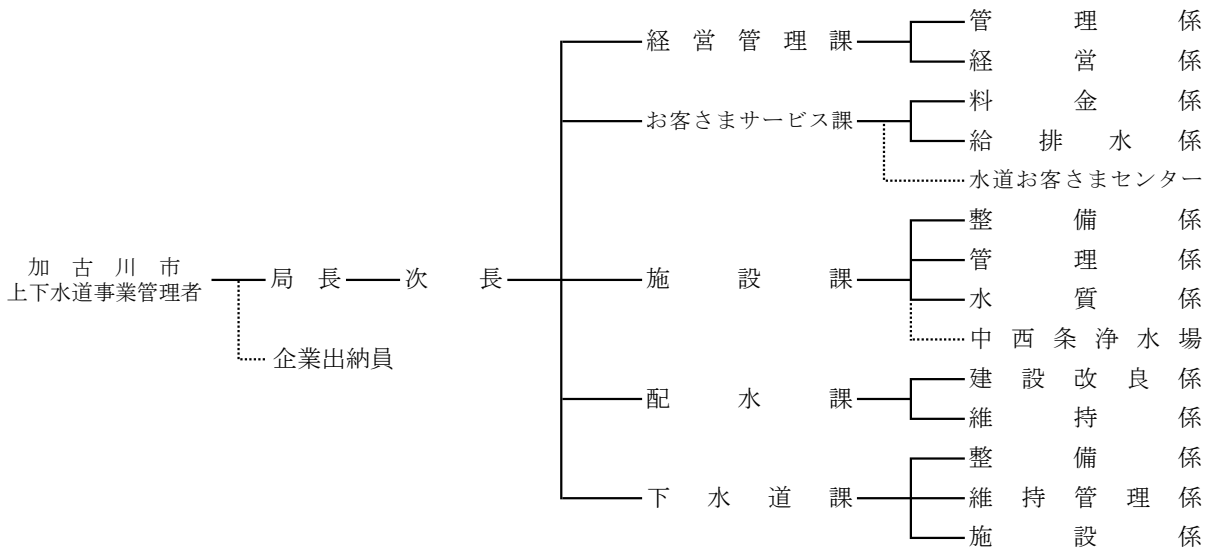 加古川市
上下水道事業管理者
局長
次長
企業出納員
経営管理課
管理係
経営係
お客さまサービス課
料金係
給排水係
水道お客さまセンター
施設課
整備係
管理係
水質係
中西条浄水場
配水課
建設改良係
維持係
下水道課
整備係
維持管理係
施設係